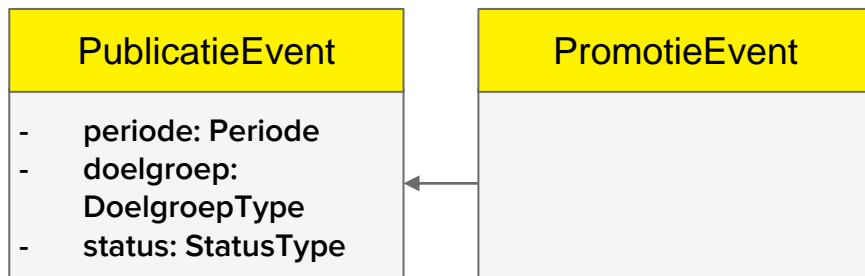 PublicatieEvent
- periode: Periode
- doelgroep:
DoelgroepType
- status: StatusType
PromotieEvent